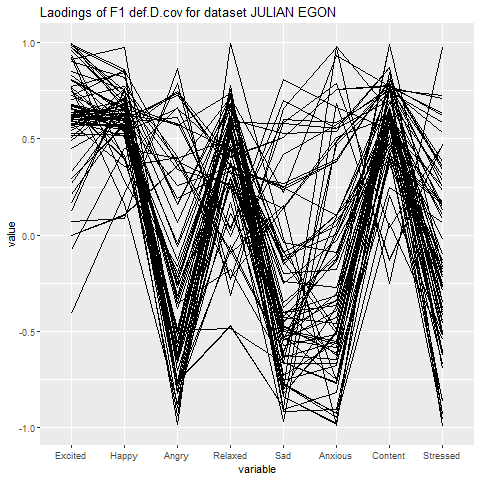 Laodings of F1 def.D.cov for dataset JULIAN EGON
1.0
0.5
0.0
-0.5
-1.0
value
Excited Happy Angry Relaxed Sad Anxious Content Stressed
variable